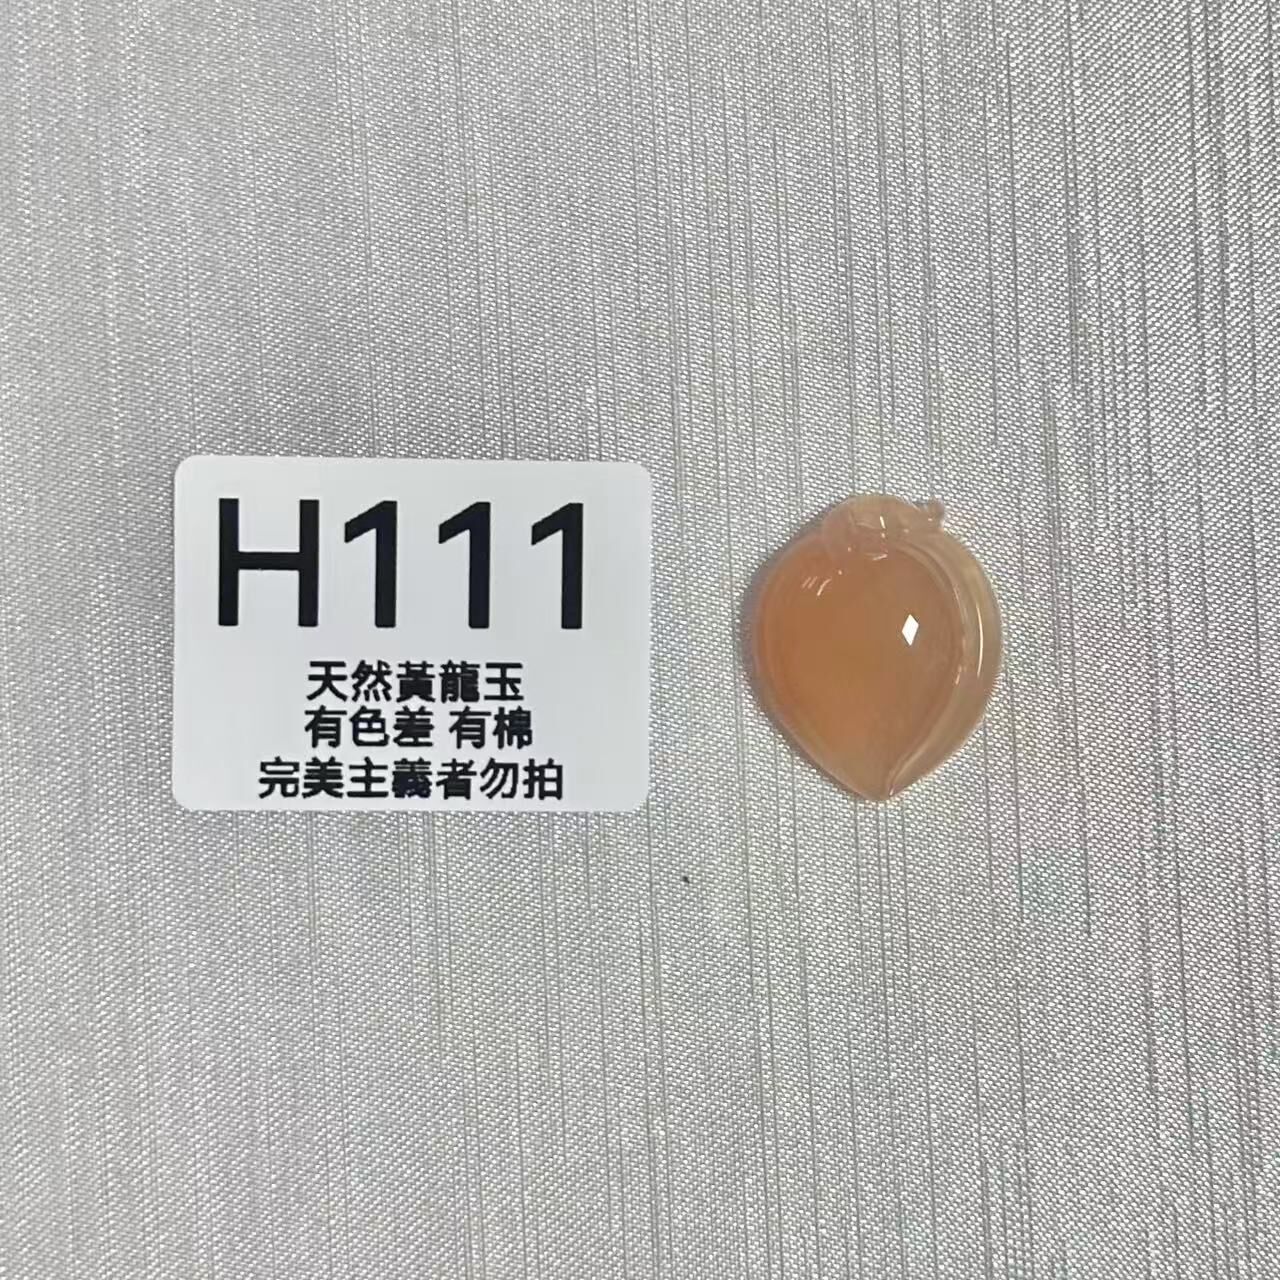 H111
天然黃龍玉
有色差 有棉
完美主義者勿拍